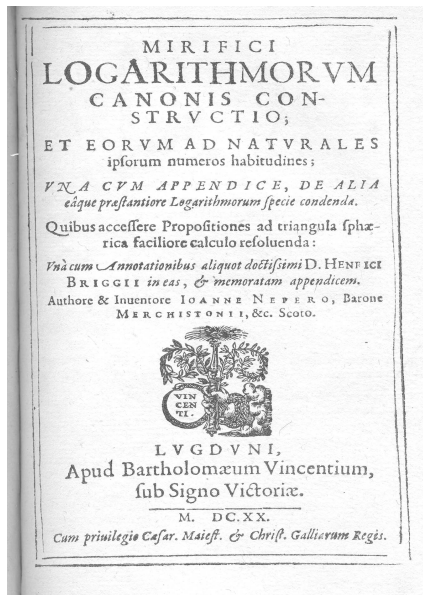 MIRIFICI
LOGARITHMORVM
CANONIS CON-
STRVCTIO;
ET EORVM AD NATVRALES
ipſorum numeros habitudines;
VNA CVM APPENDICE, DE ALIA
eâque præſtantiore Logarithmorum ſpecie condenda.
Quibus acceſſere Propoſitiones ad triangula ſphæ-
rica faciliore calculo reſoluenda:
Vnà cum Annotationibus aliquot doctiſſimi D. HENRICI
BRIGGII in eas, & memoratam appendicem.
Authore & Inuentore IOANNE NEPERO, Barone
MERCHISTONII, &c. Scoto.
VIN
CEN
TI.
LVGDVNI,
Apud Bartholomæum Vincentium,
ſub Signo Victoriæ.
M. DC. XX.
Cum priuilegio Cæſar. Maieſt. & Chriſt. Galliarum Regis.